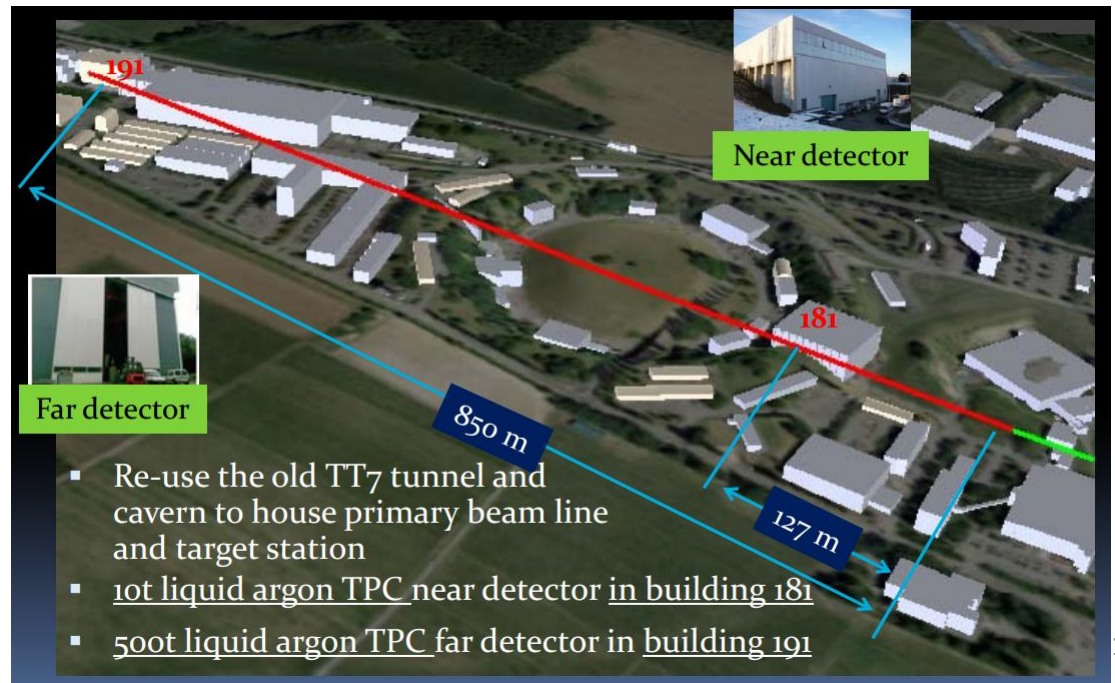 191
Near detector
181
Far detector
850 m
127 m
▪ Re-use the old TT7 tunnel and
cavern to house primary beam line
and target station
▪ 10t liquid argon TPC near detector in building 181
▪ 500t liquid argon TPC far detector in building 191